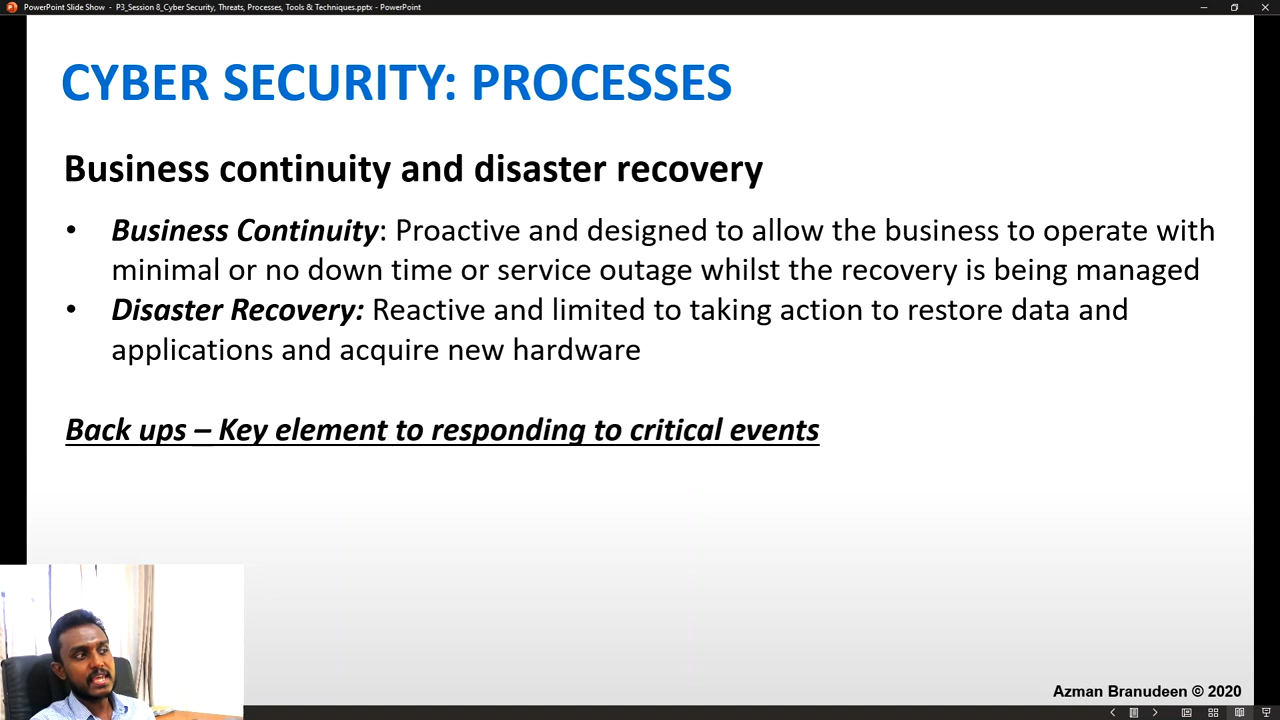 PowerPoint Slide Show - P3_Session 8_Cyber Security, Threats, Processes, Tools & Techniques.pptx - PowerPoint
CYBER SECURITY: PROCESSES
Business continuity and disaster recovery
• Business Continuity: Proactive and designed to allow the business to operate with
minimal or no down time or service outage whilst the recovery is being managed
• Disaster Recovery: Reactive and limited to taking action to restore data and
applications and acquire new hardware
Back ups – Key element to responding to critical events
Azman Branudeen © 2020